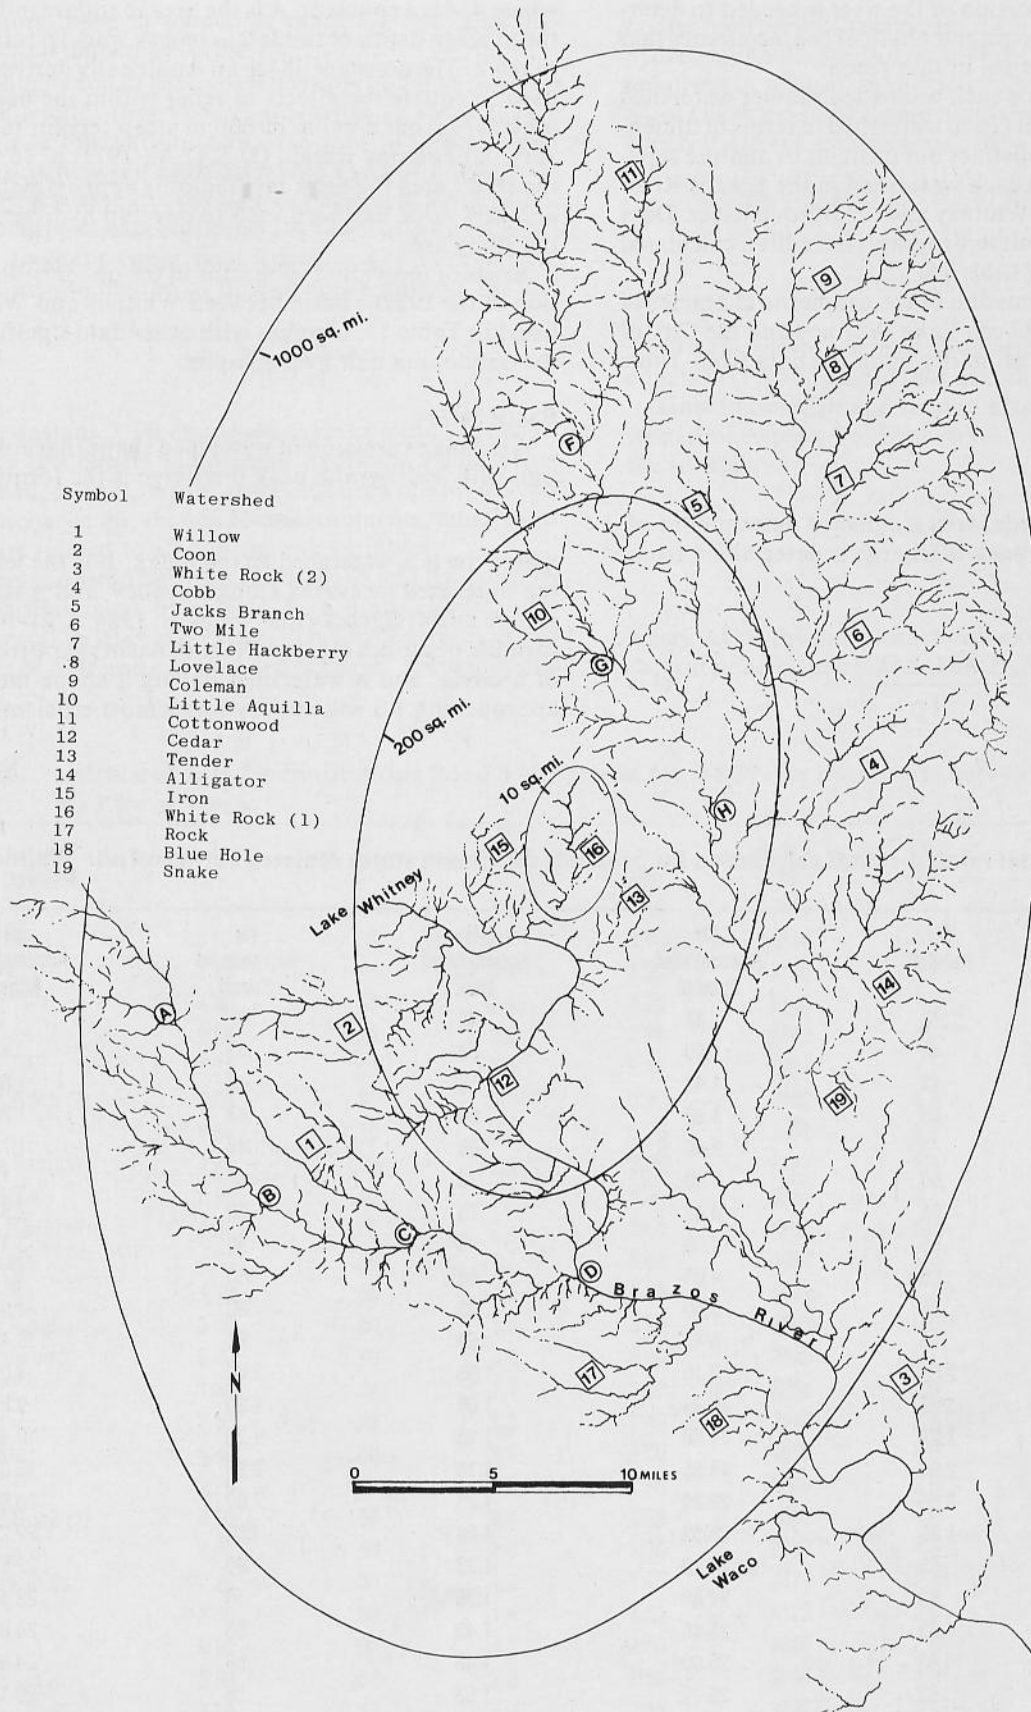 11
9
1000 sq. mi.
8
F
7
5
Symbol Watershed
1 Willow
2 Coon
3 White Rock (2)
4 Cobb
5 Jacks Branch
6 Two Mile
7 Little Hackberry
.8 Lovelace
9 Coleman
10 Little Aquilla
11 Cottonwood
12 Cedar
13 Tender
14 Alligator
15 Iron
16 White Rock (1)
17 Rock
18 Blue Hole
19 Snake
10
6
G
200 sq. mi.
4
10 sq. mi.
H
15
16
Lake Whitney
13
14
A
2
12
19
1
B
C
D
Brazos River
N
17
3
18
0 5 10 MILES
Lake
Waco